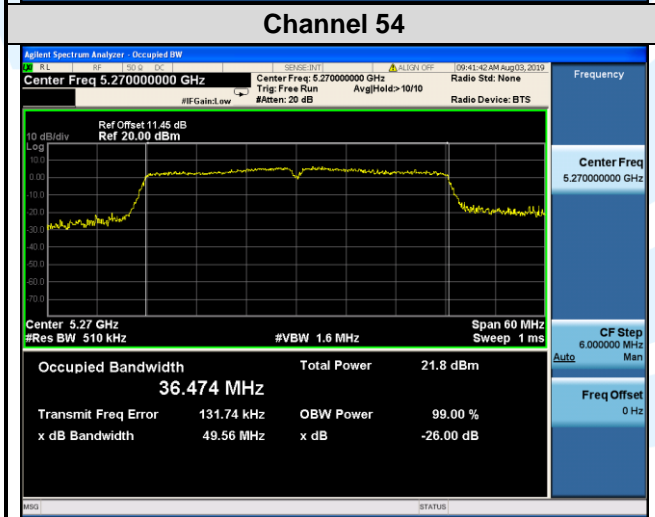 Channel 54
Agilent Spectrum Analyzer - Occupied BW
RL RF 50 Ω DC SENSE:INT ALIGN OFF 09:41:42 AM Aug 03, 2019
Center Freq 5.270000000 GHz Center Freq: 5.270000000 GHz Radio Std: None Frequency
Trig: Free Run Avg|Hold:>10/10
#IFGain:Low #Atten: 20 dB Radio Device: BTS
Ref Offset 11.45 dB
10 dB/div Ref 20.00 dBm
Log
10.0
0.00
-10.0
-20.0
-30.0
-40.0
-50.0
-60.0
-70.0
Center Freq
5.270000000 GHz
Center 5.27 GHz Span 60 MHz
#Res BW 510 kHz #VBW 1.6 MHz Sweep 1 ms
CF Step
6.000000 MHz
Auto Man
Occupied Bandwidth Total Power 21.8 dBm
36.474 MHz
Transmit Freq Error 131.74 kHz OBW Power 99.00 %
x dB Bandwidth 49.56 MHz x dB -26.00 dB
Freq Offset
0 Hz
MSG STATUS